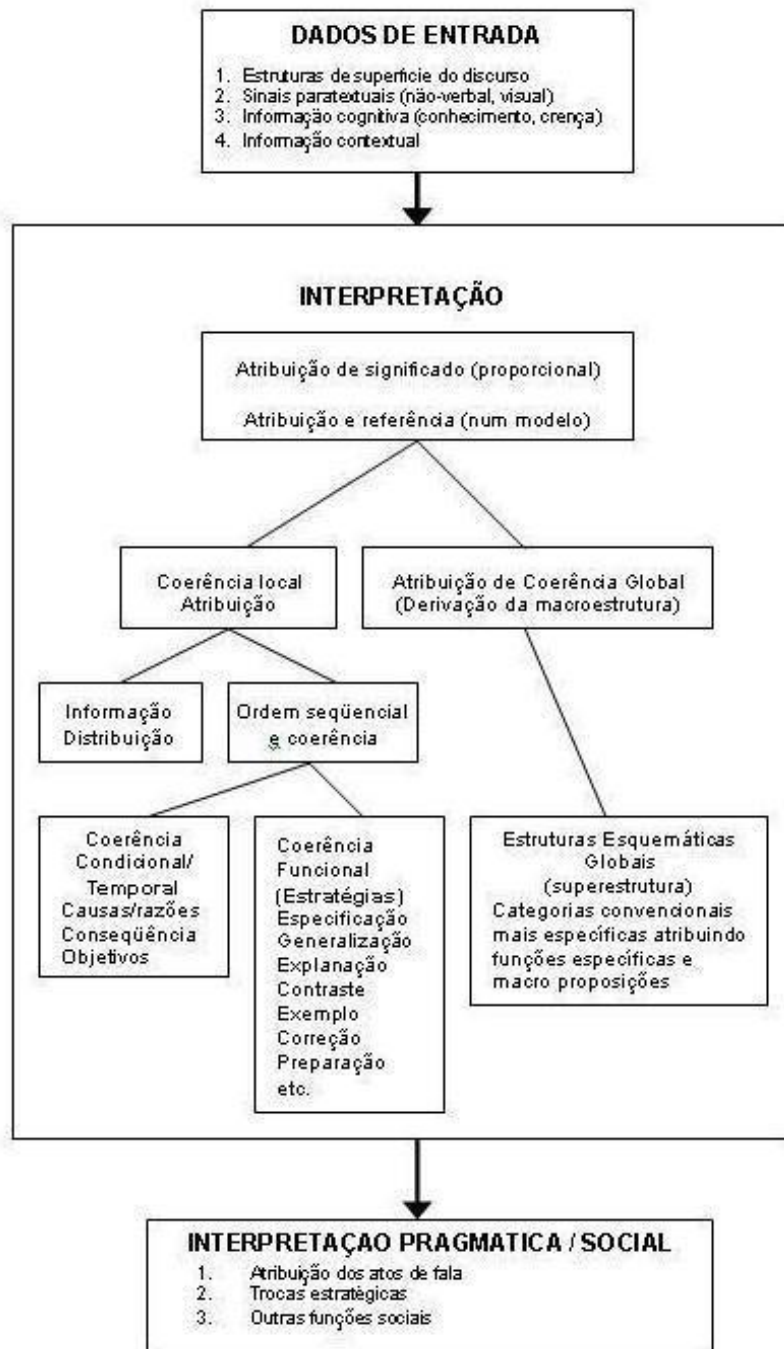 DADOS DE ENTRADA
1. Estruturas de superfície do discurso
2. Sinais paratextuais (não-verbal, visual)
3. Informação cognitiva (conhecimento, crença)
4. Informação contextual
INTERPRETAÇÃO
Atribuição de significado (proporcional)
Atribuição e referência (num modelo)
Coerência local
Atribuição
Atribuição de Coerência Global
(Derivação da macroestrutura)
Informação
Distribuição
Ordem seqüencial
e coerência
Coerência
Condicional/
Temporal
Causas/razões
Conseqüência
Objetivos
Coerência
Funcional
(Estratégias)
Especificação
Generalização
Explanação
Contraste
Exemplo
Correção
Preparação
etc.
Estruturas Esquemáticas
Globais
(superestrutura)
Categorias convencionais
mais específicas atribuindo
funções específicas e
macro proposições
INTERPRETAÇAO PRAGMATICA / SOCIAL
1. Atribuição dos atos de fala
2. Trocas estratégicas
3. Outras funções sociais